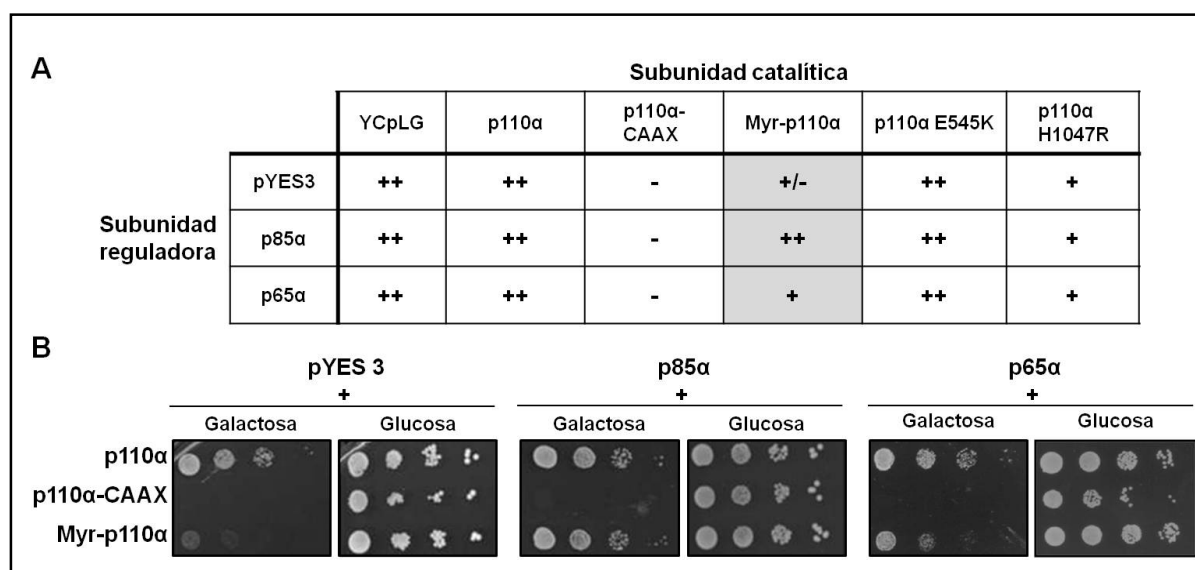 A
Subunidad catalítica
YCpLG p110α p110α-CAAX Myr-p110α p110α E545K p110α H1047R
Subunidad reguladora
pYES3 ++ ++ - +/- ++ +
p85α ++ ++ - ++ ++ +
p65α ++ ++ - + ++ +
B
pYES 3 p85α p65α
+ + +
Galactosa Glucosa Galactosa Glucosa Galactosa Glucosa
p110α
p110α-CAAX
Myr-p110α